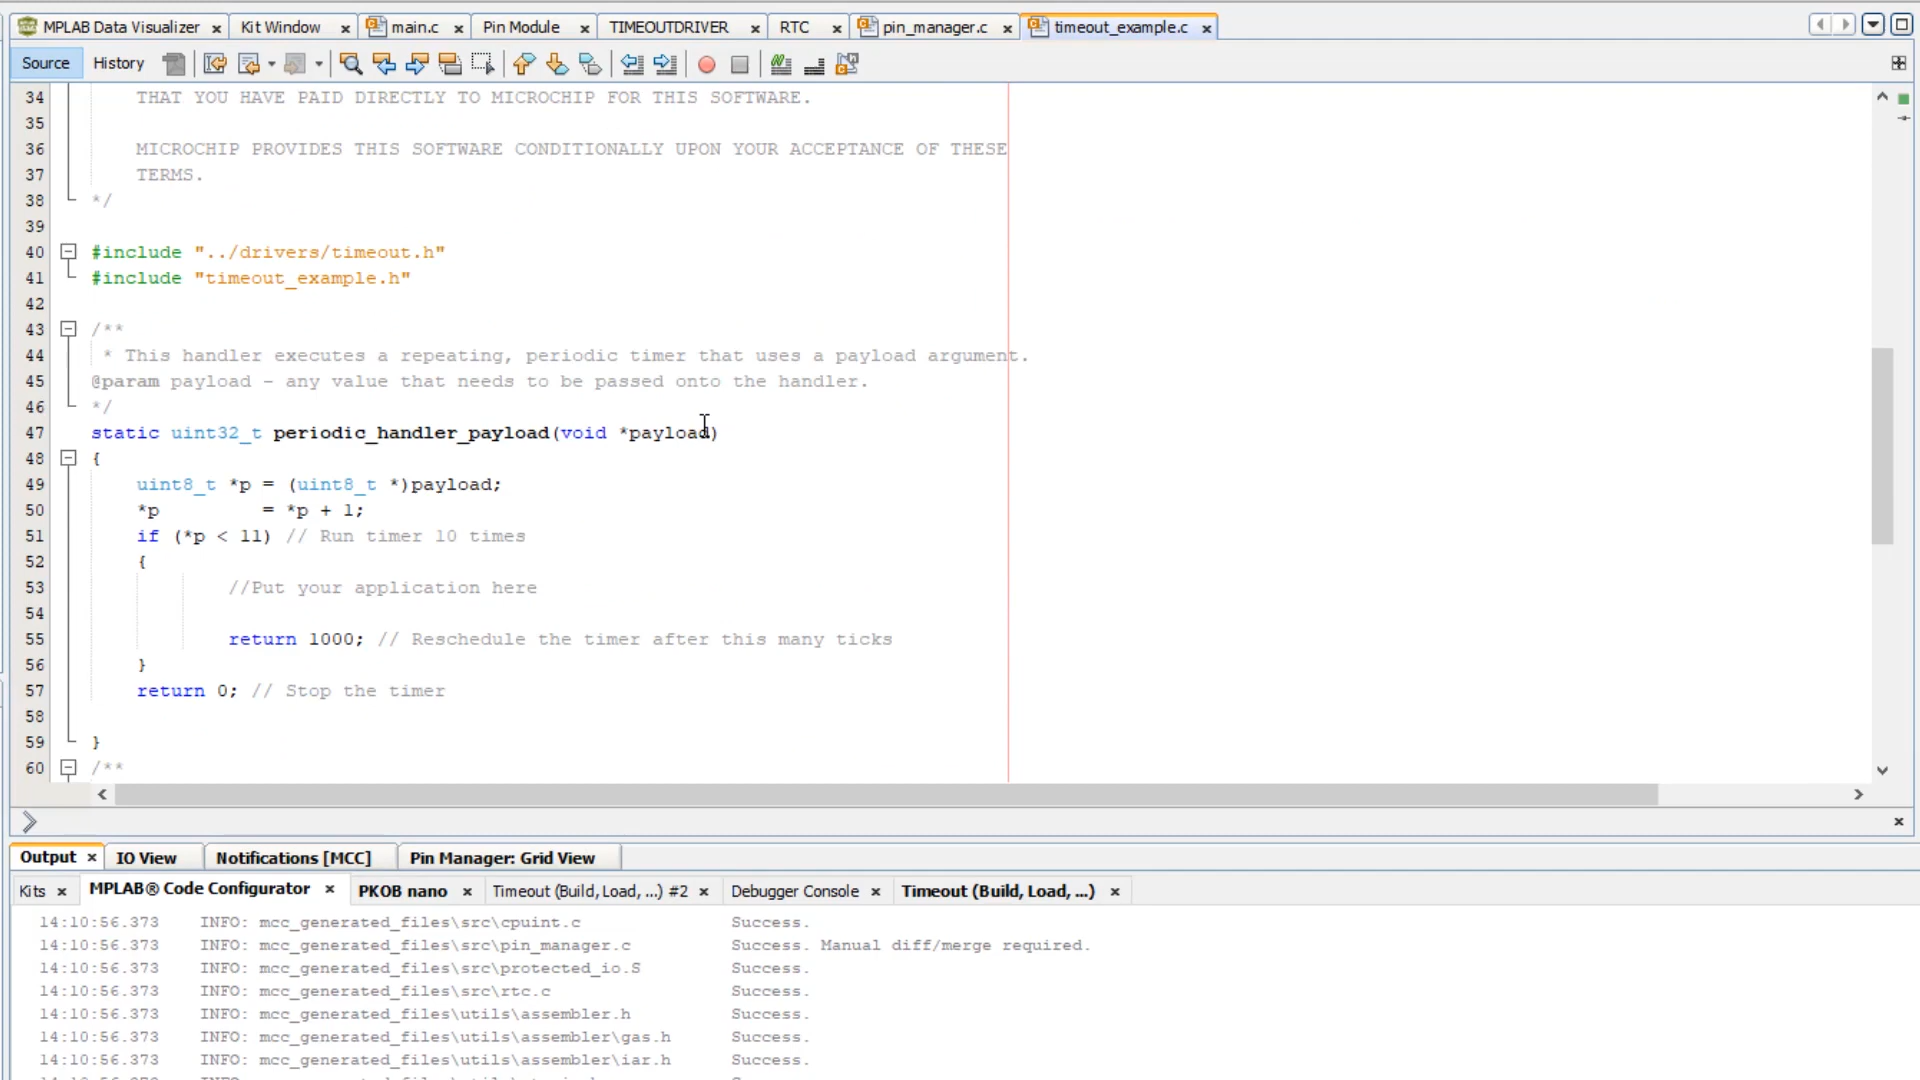 MPLAB Data Visualizer Kit Window main.c Pin Module TIMEOUTDRIVER RTC pin_manager.c timeout_example.c
Source History
34 THAT YOU HAVE PAID DIRECTLY TO MICROCHIP FOR THIS SOFTWARE.
35
36 MICROCHIP PROVIDES THIS SOFTWARE CONDITIONALLY UPON YOUR ACCEPTANCE OF THESE
37 TERMS.
38 */
39
40 #include "../drivers/timeout.h"
41 #include "timeout_example.h"
42
43 /**
44 * This handler executes a repeating, periodic timer that uses a payload argument.
45 @param payload - any value that needs to be passed onto the handler.
46 */
47 static uint32_t periodic_handler_payload(void *payload)
48 {
49 uint8_t *p = (uint8_t *)payload;
50 *p = *p + 1;
51 if (*p < 11) // Run timer 10 times
52 {
53 //Put your application here
54
55 return 1000; // Reschedule the timer after this many ticks
56 }
57 return 0; // Stop the timer
58
59 }
60 /**
Output IO View Notifications [MCC] Pin Manager: Grid View
Kits MPLAB® Code Configurator PKOB nano Timeout (Build, Load, ...) #2 Debugger Console Timeout (Build, Load, ...)
14:10:56.373 INFO: mcc_generated_files\src\cpuint.c Success.
14:10:56.373 INFO: mcc_generated_files\src\pin_manager.c Success. Manual diff/merge required.
14:10:56.373 INFO: mcc_generated_files\src\protected_io.S Success.
14:10:56.373 INFO: mcc_generated_files\src\rtc.c Success.
14:10:56.373 INFO: mcc_generated_files\utils\assembler.h Success.
14:10:56.373 INFO: mcc_generated_files\utils\assembler\gas.h Success.
14:10:56.373 INFO: mcc_generated_files\utils\assembler\iar.h Success.